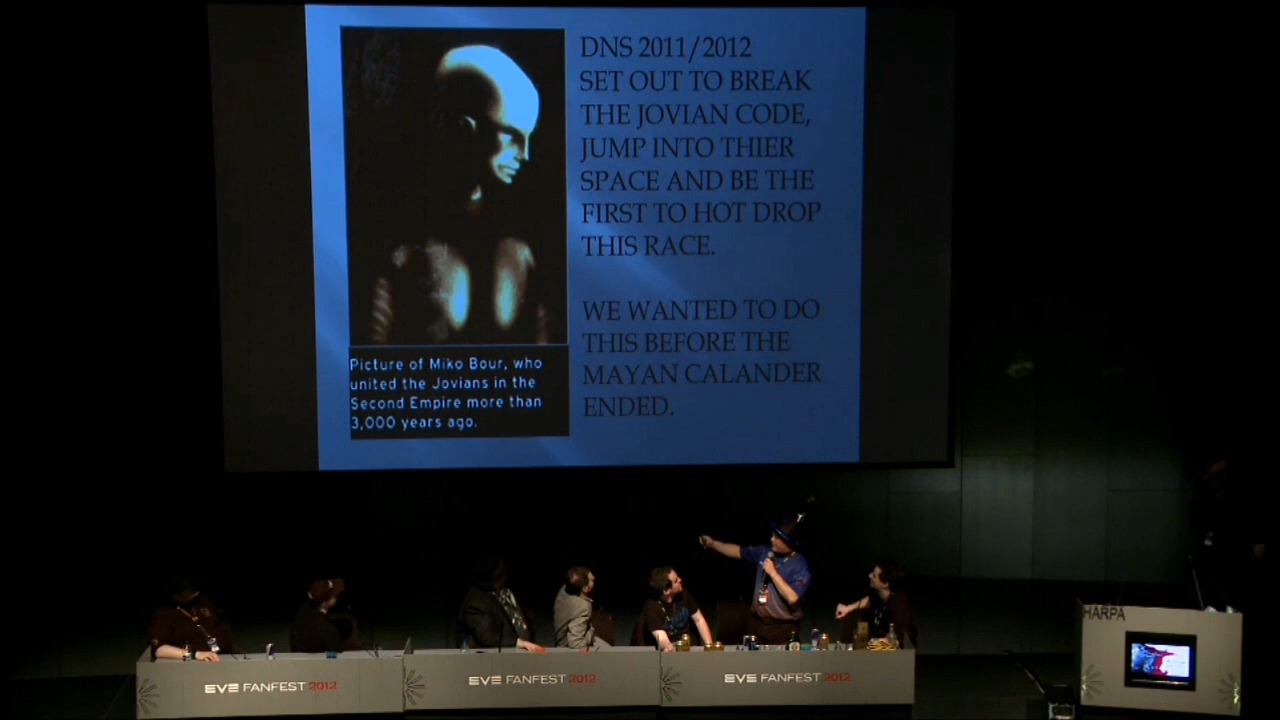 DNS 2011/2012
SET OUT TO BREAK
THE JOVIAN CODE,
JUMP INTO THIER
SPACE AND BE THE
FIRST TO HOT DROP
THIS RACE.
WE WANTED TO DO
THIS BEFORE THE
MAYAN CALANDER
ENDED.
Picture of Miko Bour, who
united the Jovians in the
Second Empire more than
3,000 years ago.
EVE FANFEST 2012
EVE FANFEST 2012
EVE FANFEST 2012
HARPA